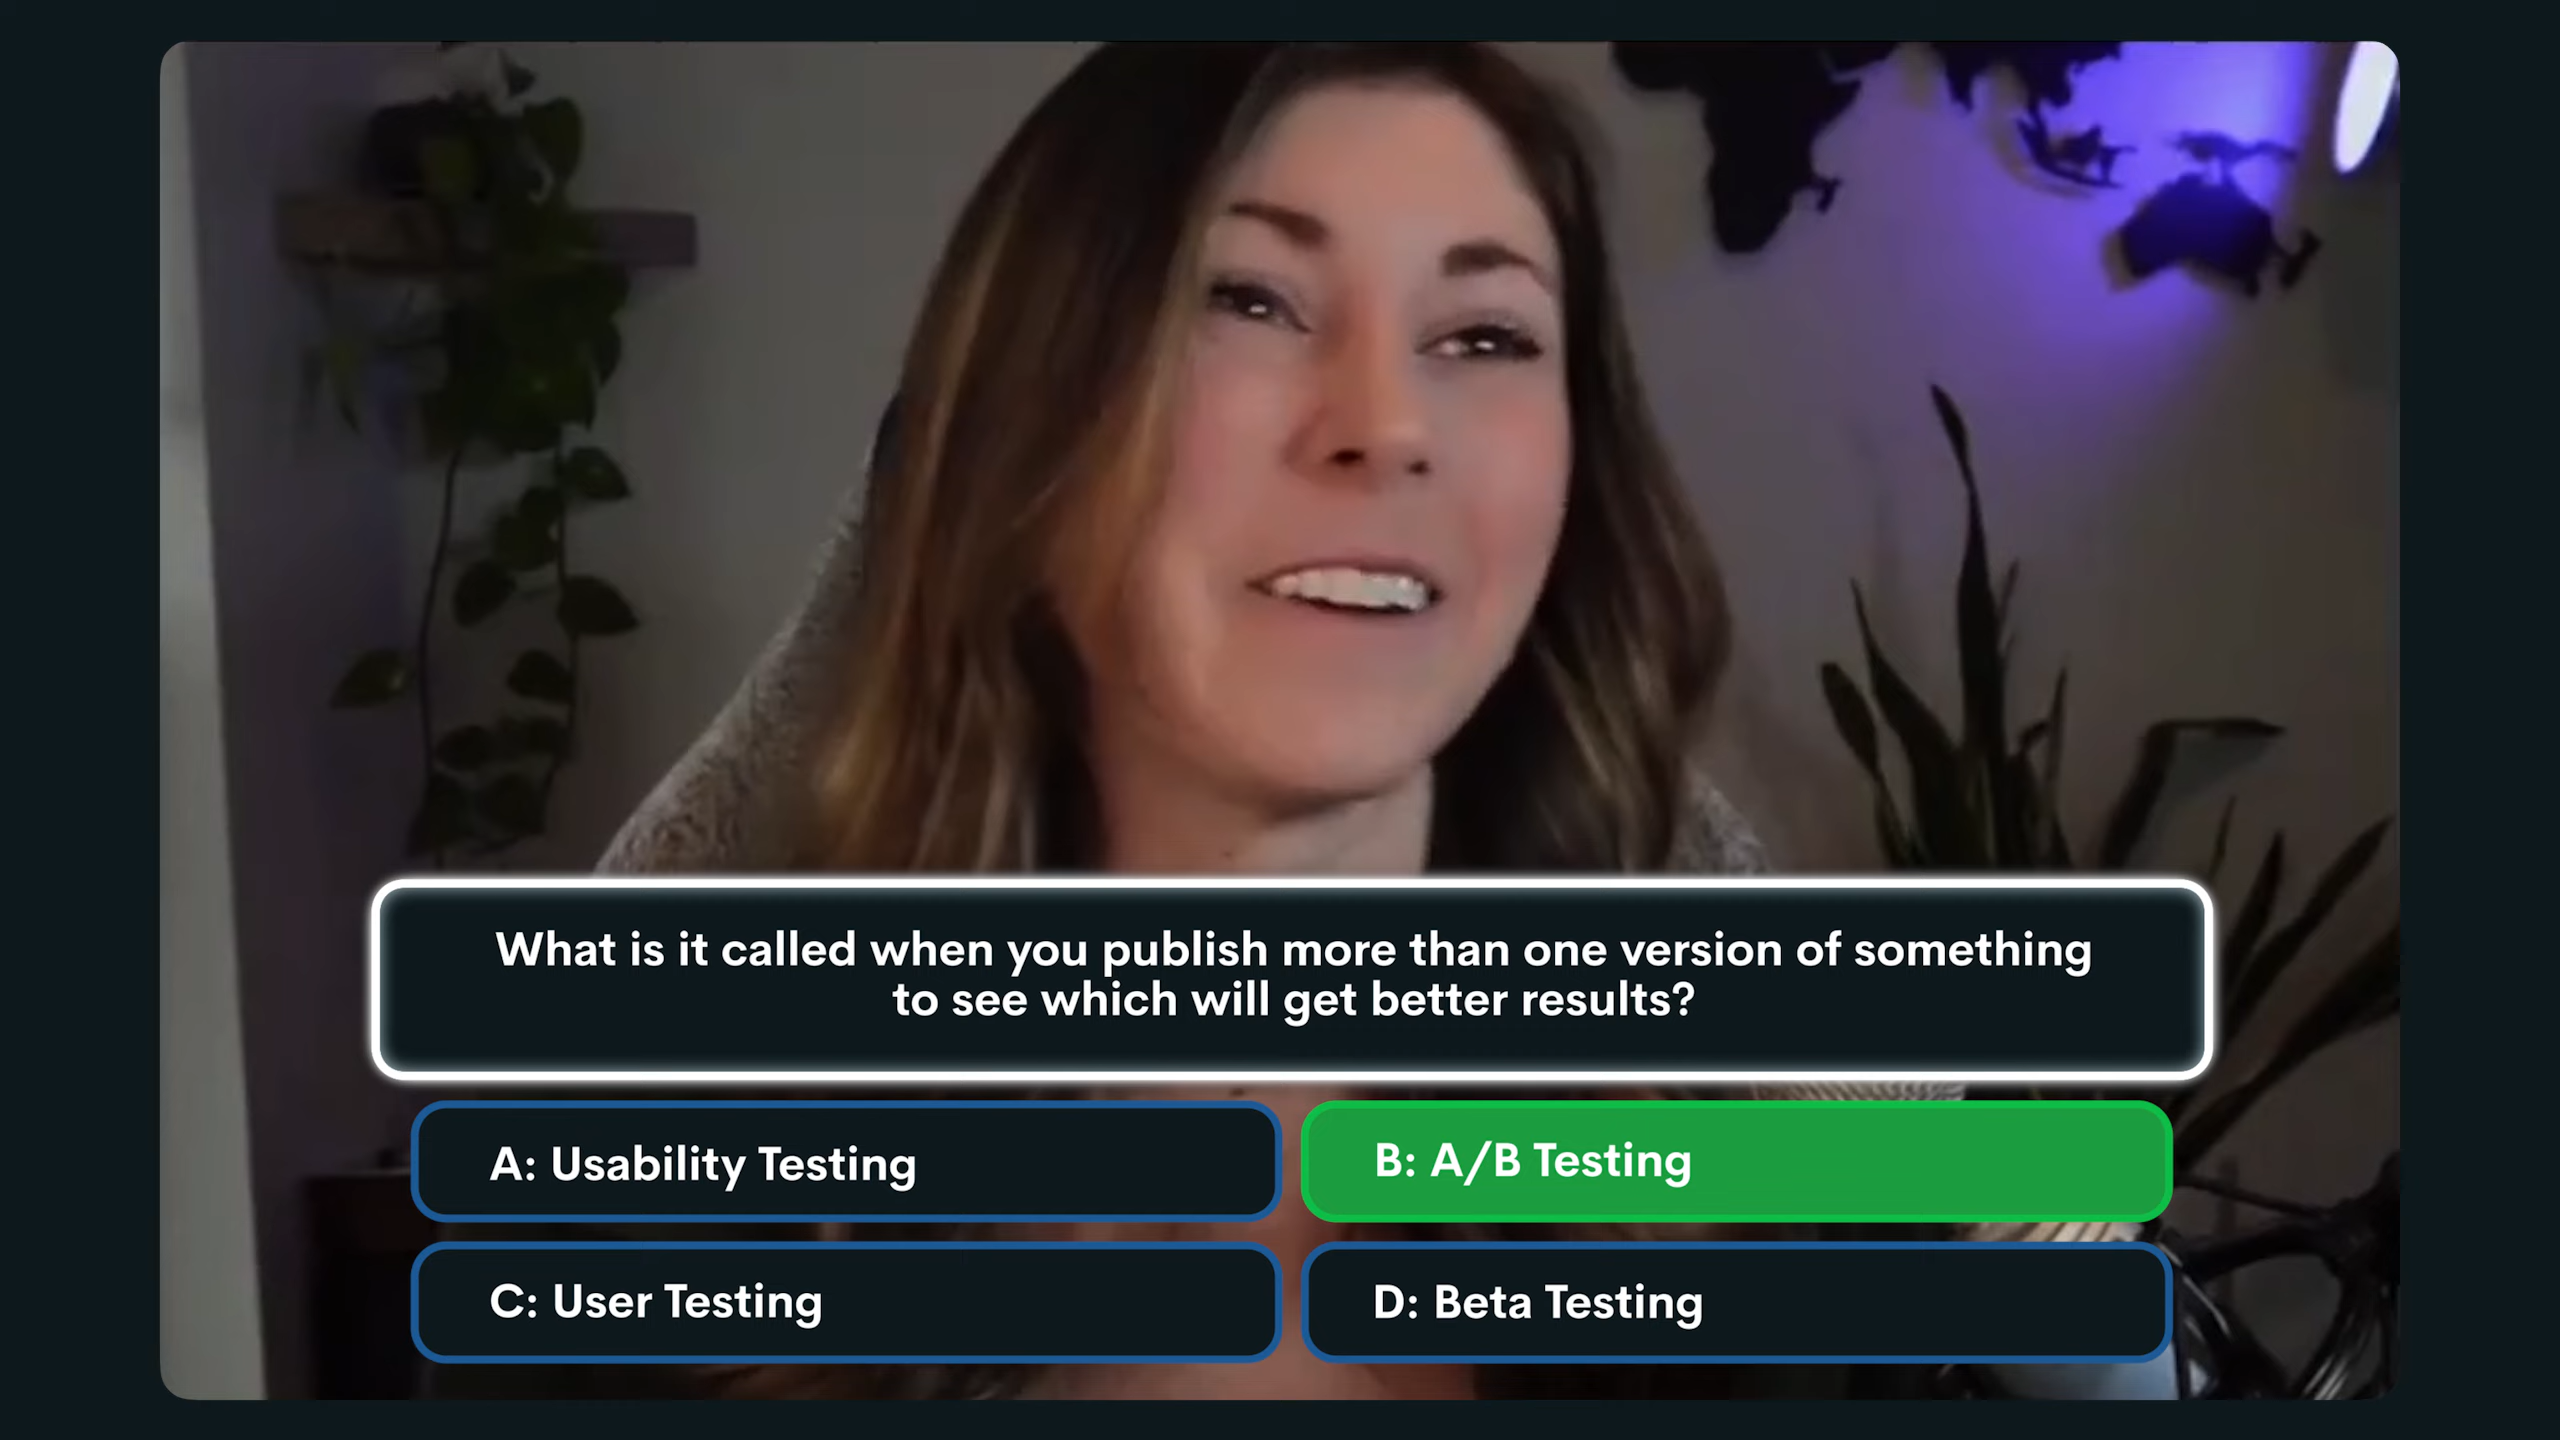 What is it called when you publish more than one version of something
to see which will get better results?
A: Usability Testing
B: A/B Testing
C: User Testing
D: Beta Testing